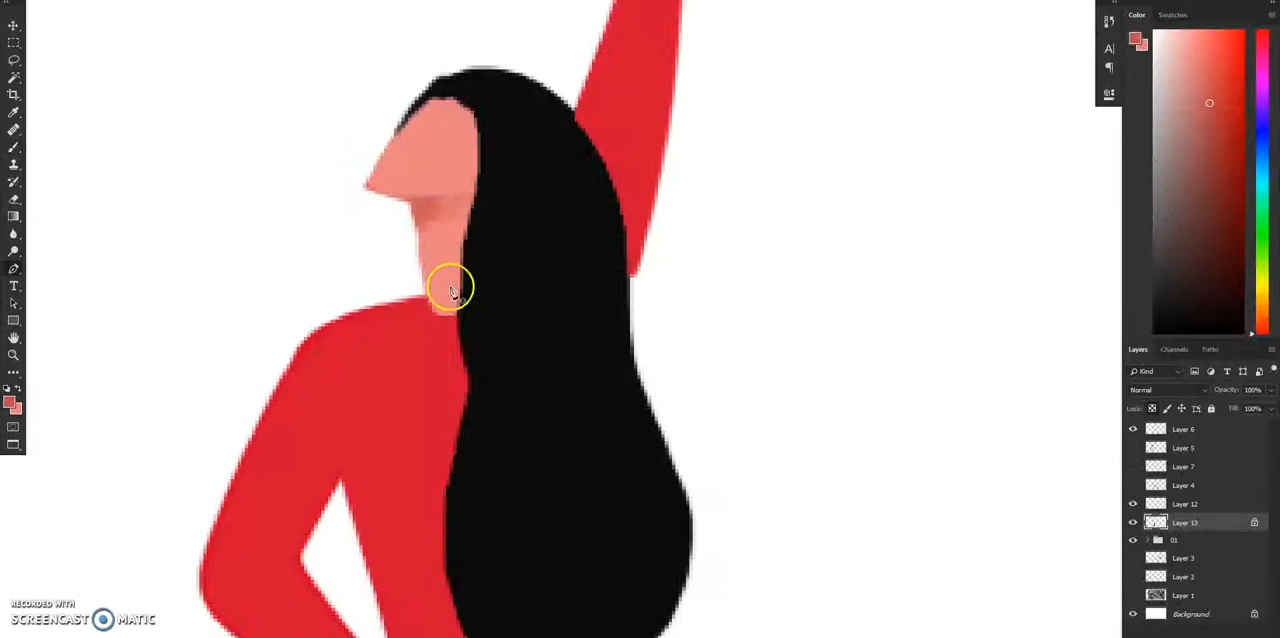 Color Swatches
Layers Channels Paths
Kind
Normal Opacity: 100%
Lock: Fill: 100%
Layer 6
Layer 5
Layer 7
Layer 4
Layer 12
Layer 13
01
Layer 3
Layer 2
Layer 1
Background
RECORDED WITH
SCREENCAST MATIC